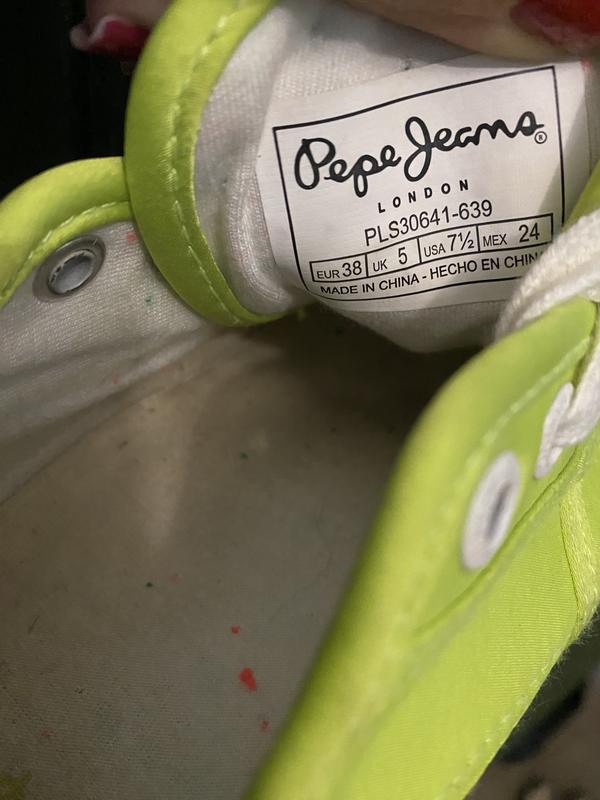 Pepe Jeans®
LONDON
PLS30641-639
EUR 38 UK 5 USA 7½ MEX 24
MADE IN CHINA - HECHO EN CHINA